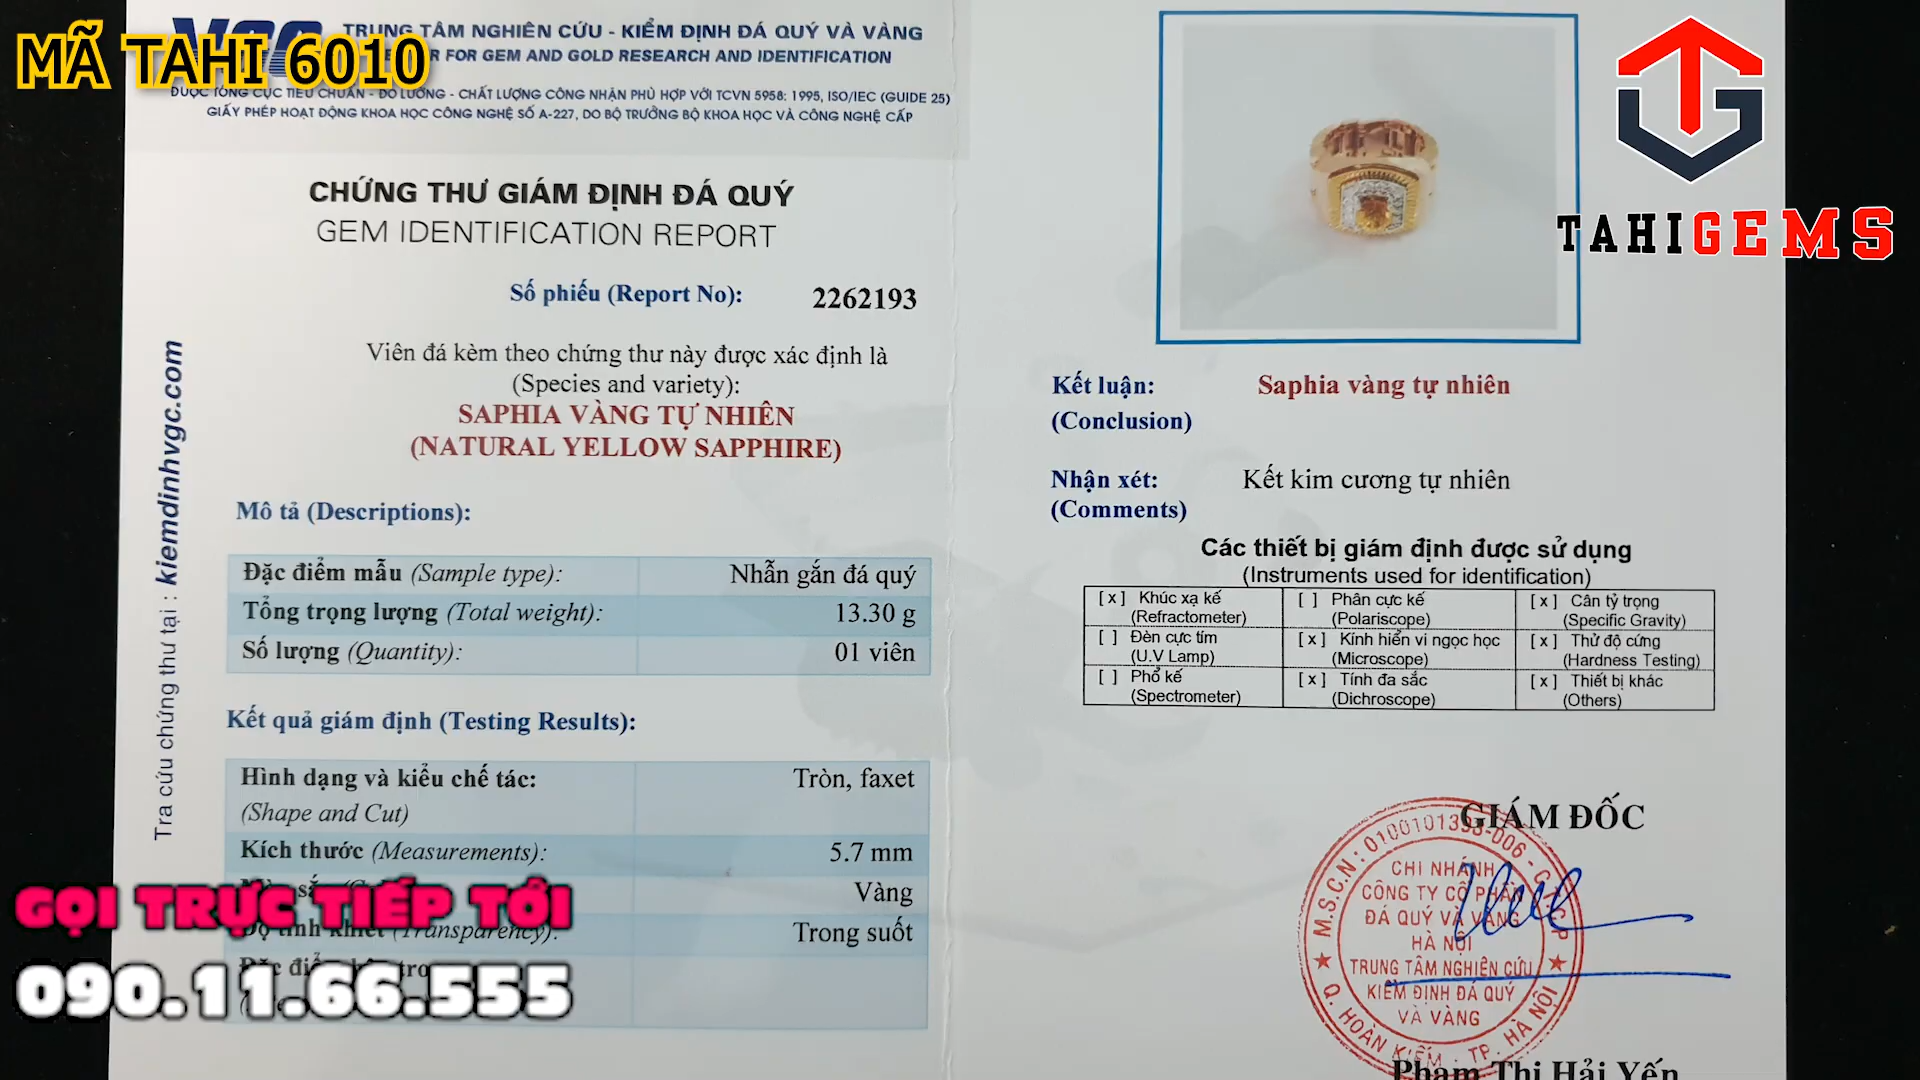 MÃ TAHI 6010
TRUNG TÂM NGHIÊN CỨU - KIỂM ĐỊNH ĐÁ QUÝ VÀ VÀNG
FOR GEM AND GOLD RESEARCH AND IDENTIFICATION
ĐƯỢC TỔNG CỤC TIÊU CHUẨN - ĐO LƯỜNG - CHẤT LƯỢNG CÔNG NHẬN PHÙ HỢP VỚI TCVN 5958: 1995, ISO/IEC (GUIDE 25)
GIẤY PHÉP HOẠT ĐỘNG KHOA HỌC CÔNG NGHỆ SỐ A-227, DO BỘ TRƯỞNG BỘ KHOA HỌC VÀ CÔNG NGHỆ CẤP
CHỨNG THƯ GIÁM ĐỊNH ĐÁ QUÝ
GEM IDENTIFICATION REPORT
Số phiếu (Report No): 2262193
Viên đá kèm theo chứng thư này được xác định là
(Species and variety):
SAPHIA VÀNG TỰ NHIÊN
(NATURAL YELLOW SAPPHIRE)
Mô tả (Descriptions):
Đặc điểm mẫu (Sample type): Nhẫn gắn đá quý
Tổng trọng lượng (Total weight): 13.30 g
Số lượng (Quantity): 01 viên
Kết quả giám định (Testing Results):
Hình dạng và kiểu chế tác: Tròn, faxet
(Shape and Cut)
Kích thước (Measurements): 5.7 mm
Vàng
(Transparency): Trong suốt
Tra cứu chứng thư tại : kiemdinhvgc.com
GỌI TRỰC TIẾP TỚI
090.11.66.555
TAHIGEMS
Kết luận: Saphia vàng tự nhiên
(Conclusion)
Nhận xét: Kết kim cương tự nhiên
(Comments)
Các thiết bị giám định được sử dụng
(Instruments used for identification)
[x] Khúc xạ kế [ ] Phân cực kế [x] Cân tỷ trọng
(Refractometer) (Polariscope) (Specific Gravity)
[ ] Đèn cực tím [x] Kính hiển vi ngọc học [x] Thử độ cứng
(U.V Lamp) (Microscope) (Hardness Testing)
[ ] Phổ kế [x] Tính đa sắc [x] Thiết bị khác
(Spectrometer) (Dichroscope) (Others)
GIÁM ĐỐC
CHI NHÁNH
CÔNG TY CỔ PHẦN
ĐÁ QUÝ VÀ VÀNG
HÀ NỘI
TRUNG TÂM NGHIÊN CỨU
KIỂM ĐỊNH ĐÁ QUÝ
VÀ VÀNG
Q. HOÀN KIẾM - TP. HÀ NỘI
Phạm Thị Hải Yến